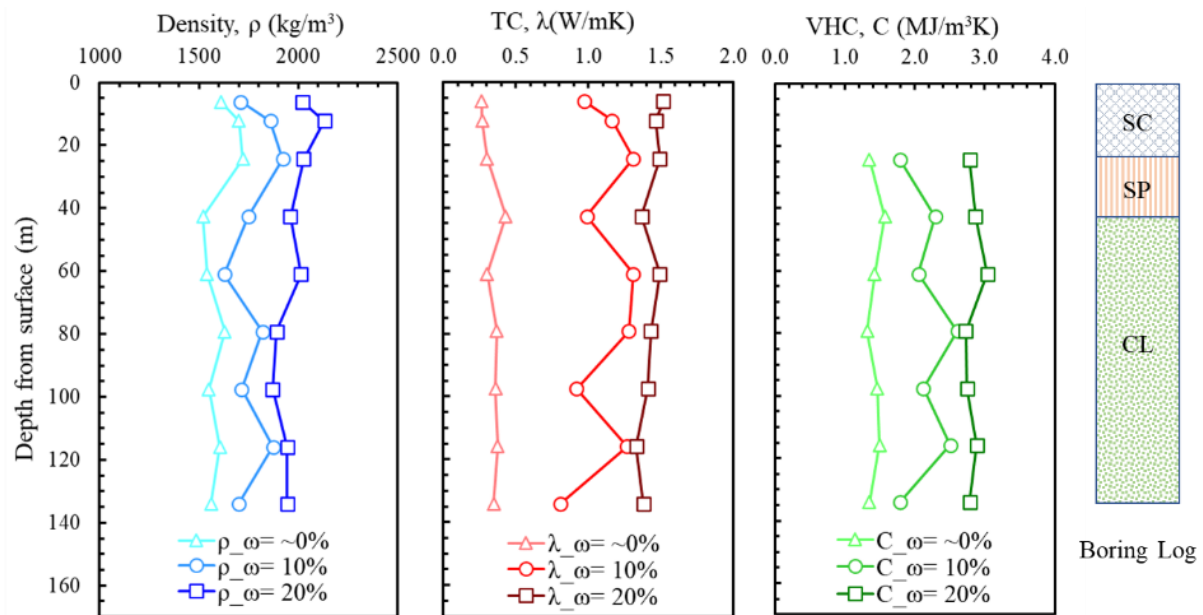 Density, ρ (kg/m³)
1000 1500 2000 2500
TC, λ(W/mK)
0.0 0.5 1.0 1.5 2.0
VHC, C (MJ/m³K)
0.0 1.0 2.0 3.0 4.0
Depth from surface (m)
0
20
40
60
80
100
120
140
160
ρ_ω= ~0%
ρ_ω= 10%
ρ_ω= 20%
λ_ω= ~0%
λ_ω= 10%
λ_ω= 20%
C_ω= ~0%
C_ω= 10%
C_ω= 20%
SC
SP
CL
Boring Log